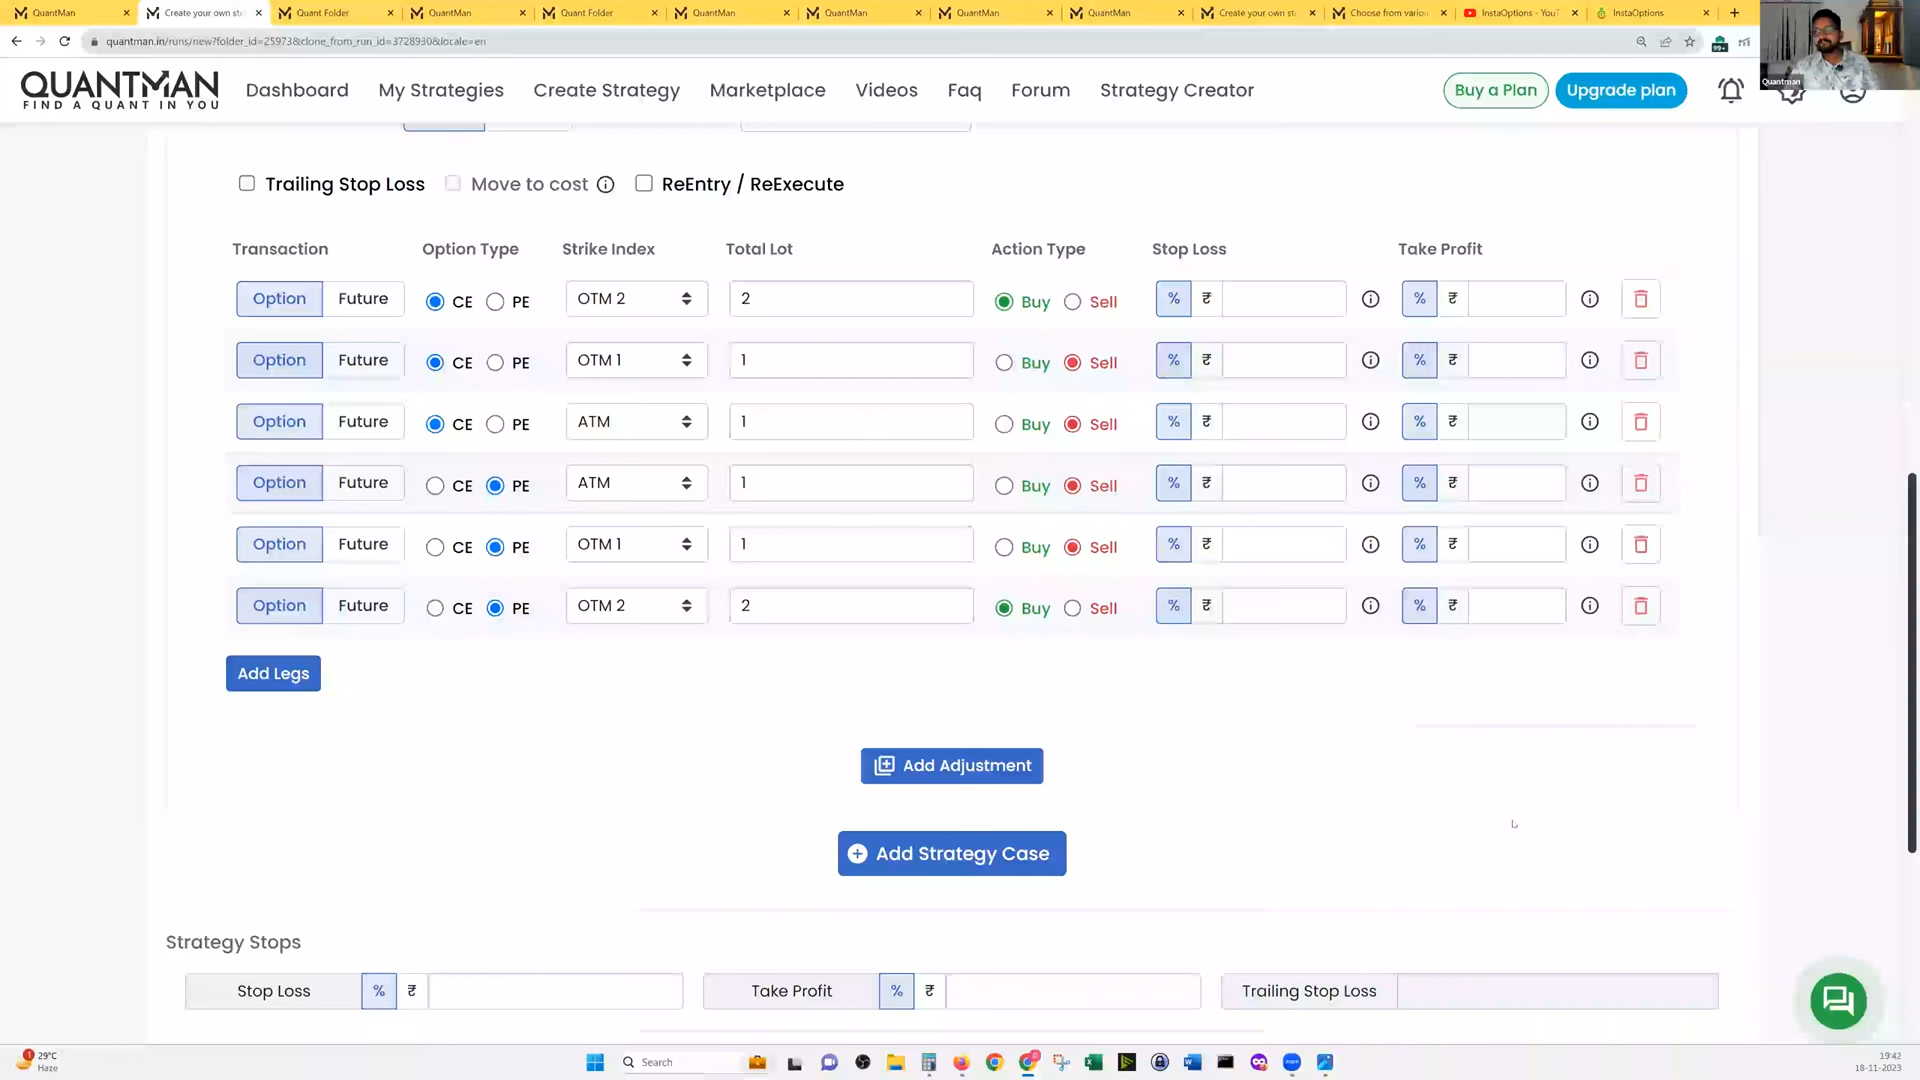 QuantMan
Create your own st
Quant Folder
QuantMan
Quant Folder
QuantMan
QuantMan
QuantMan
QuantMan
Create your own st
Choose from variou
InstaOptions - You
InstaOptions
quantman.in/runs/new?folder_id=25973&clone_from_run_id=3728930&locale=en
99+
Quantman
QUANTMAN
FIND A QUANT IN YOU
Dashboard
My Strategies
Create Strategy
Marketplace
Videos
Faq
Forum
Strategy Creator
Buy a Plan
Upgrade plan
Trailing Stop Loss
Move to cost
ReEntry / ReExecute
Transaction Option Type Strike Index Total Lot Action Type Stop Loss Take Profit
Option Future CE PE OTM 2 2 Buy Sell % ₹ % ₹
Option Future CE PE OTM 1 1 Buy Sell % ₹ % ₹
Option Future CE PE ATM 1 Buy Sell % ₹ % ₹
Option Future CE PE ATM 1 Buy Sell % ₹ % ₹
Option Future CE PE OTM 1 1 Buy Sell % ₹ % ₹
Option Future CE PE OTM 2 2 Buy Sell % ₹ % ₹
Add Legs
Add Adjustment
Add Strategy Case
Strategy Stops
Stop Loss % ₹ Take Profit % ₹ Trailing Stop Loss
29°C
Haze
Search
19:42
18-11-2023